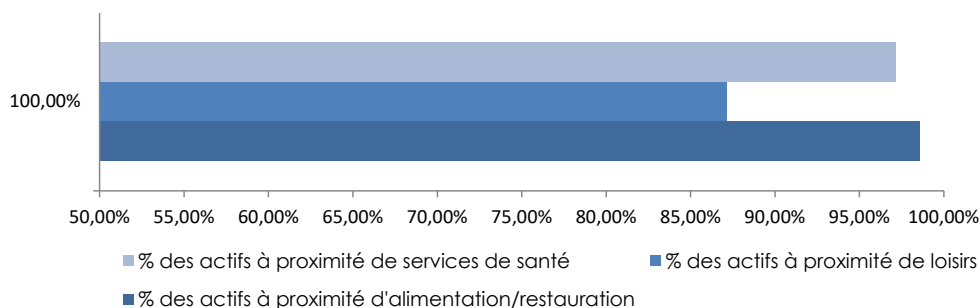 100,00%
50,00% 55,00% 60,00% 65,00% 70,00% 75,00% 80,00% 85,00% 90,00% 95,00% 100,00%
% des actifs à proximité de services de santé % des actifs à proximité de loisirs
% des actifs à proximité d'alimentation/restauration